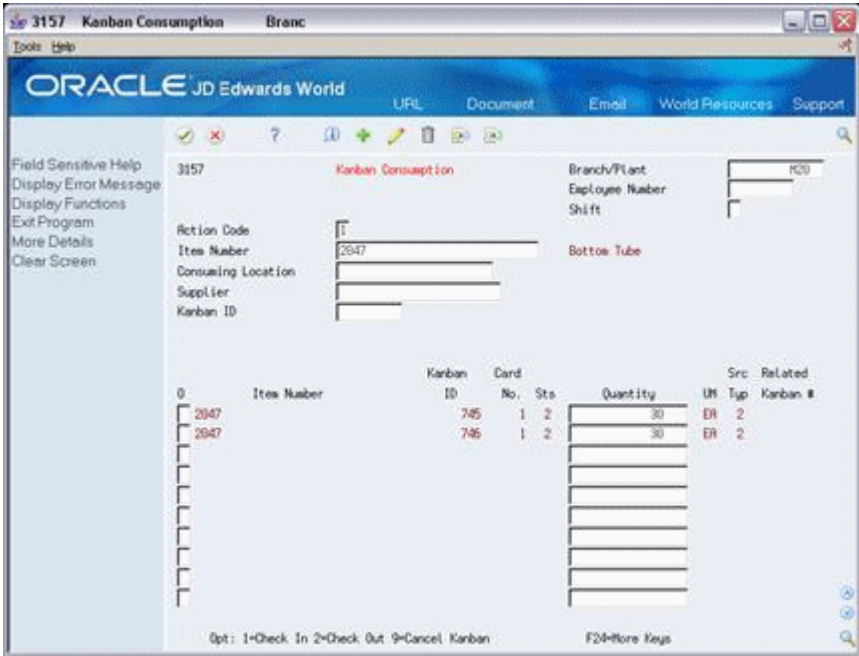 3157 Kanban Consumption Branc
Tools Help
ORACLE JD Edwards World
URL Document Email World Resources Support
Field Sensitive Help
Display Error Message
Display Functions
Exit Program
More Details
Clear Screen
3157 Kanban Consumption Branch/Plant M20
Employee Number
Shift
Action Code I
Item Number 2047 Bottom Tube
Consuming Location
Supplier
Kanban ID
Kanban Card Src Related
O Item Number ID No. Sts Quantity UM Typ Kanban #
2047 745 1 2 30 EA 2
2047 746 1 2 30 EA 2
Opt: 1=Check In 2=Check Out 9=Cancel Kanban F24=More Keys